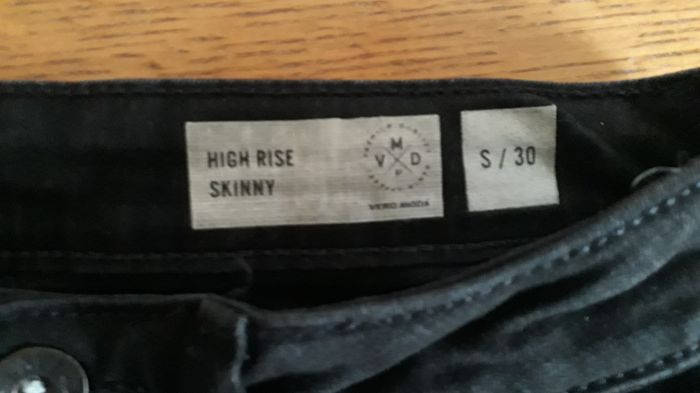 HIGH RISE
SKINNY
M
V D
P
VERO MODA
S / 30